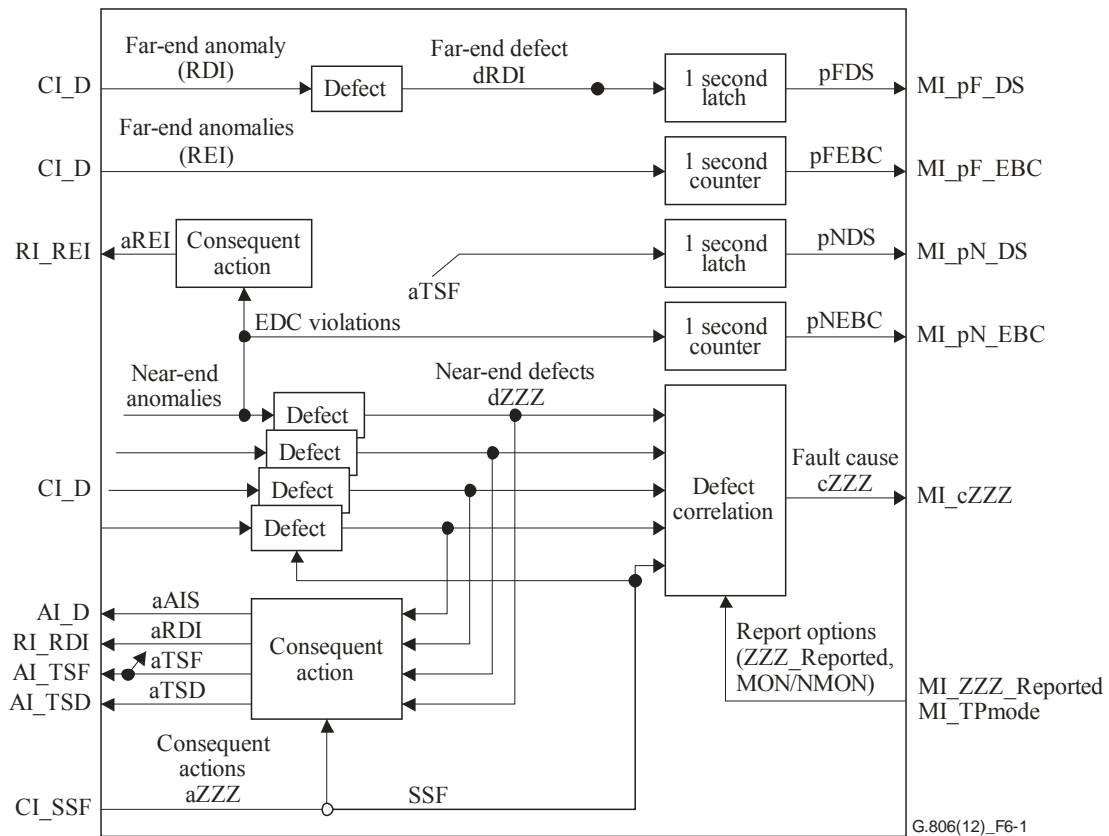 Far-end anomaly
(RDI)
Far-end defect
dRDI
CI_D
Defect
1 second
latch
pFDS
MI_pF_DS
Far-end anomalies
(REI)
CI_D
1 second
counter
pFEBC
MI_pF_EBC
RI_REI
aREI
Consequent
action
aTSF
1 second
latch
pNDS
MI_pN_DS
EDC violations
1 second
counter
pNEBC
MI_pN_EBC
Near-end
anomalies
Near-end defects
dZZZ
Defect
Defect
CI_D
Defect
Defect
Defect
correlation
Fault cause
cZZZ
MI_cZZZ
AI_D
aAIS
RI_RDI
aRDI
AI_TSF
aTSF
AI_TSD
aTSD
Consequent
action
Report options
(ZZZ_Reported,
MON/NMON)
MI_ZZZ_Reported
MI_TPmode
Consequent
actions
aZZZ
CI_SSF
SSF
G.806(12)_F6-1